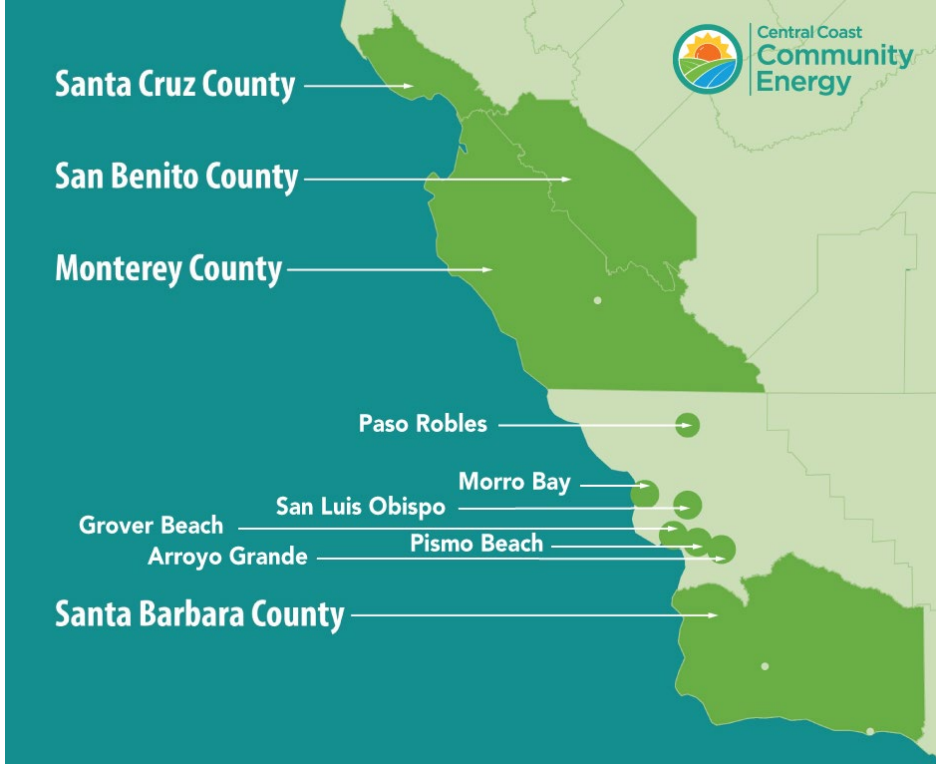 Central Coast
Community
Energy
Santa Cruz County
San Benito County
Monterey County
Paso Robles
Morro Bay
San Luis Obispo
Grover Beach
Pismo Beach
Arroyo Grande
Santa Barbara County